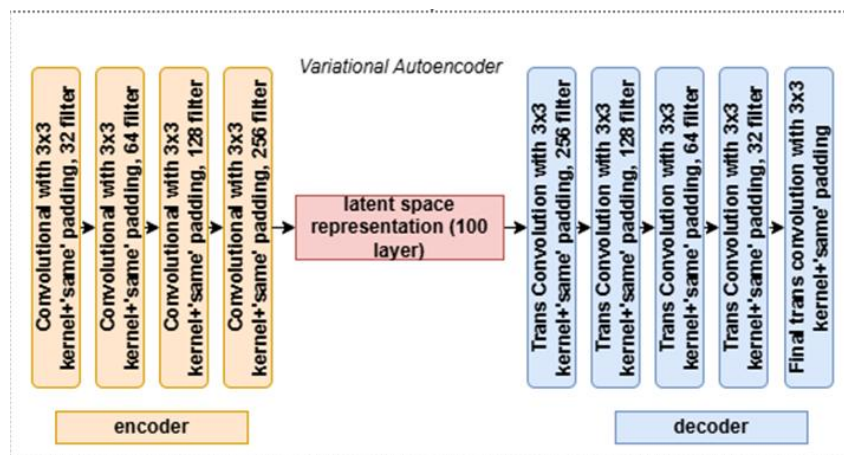 Variational Autoencoder
Convolutional with 3x3
kernel+'same' padding, 32 filter
Convolutional with 3x3
kernel+'same' padding, 64 filter
Convolutional with 3x3
kernel+'same' padding, 128 filter
Convolutional with 3x3
kernel+'same' padding, 256 filter
latent space
representation (100
layer)
Trans Convolution with 3x3
kernel+'same' padding, 256 filter
Trans Convolution with 3x3
kernel+'same' padding, 128 filter
Trans Convolution with 3x3
kernel+'same' padding, 64 filter
Trans Convolution with 3x3
kernel+'same' padding, 32 filter
Final trans convolution with 3x3
kernel+'same' padding
encoder
decoder